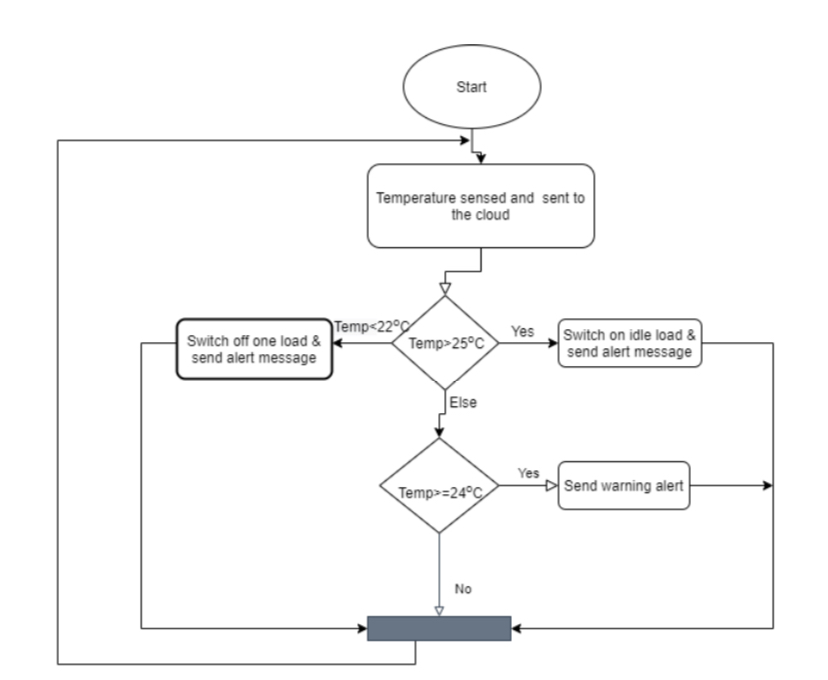 Start
Temperature sensed and sent to
the cloud
Temp<22°C
Switch off one load &
send alert message
Temp>25°C
Yes
Switch on idle load &
send alert message
Else
Temp>=24°C
Yes
Send warning alert
No